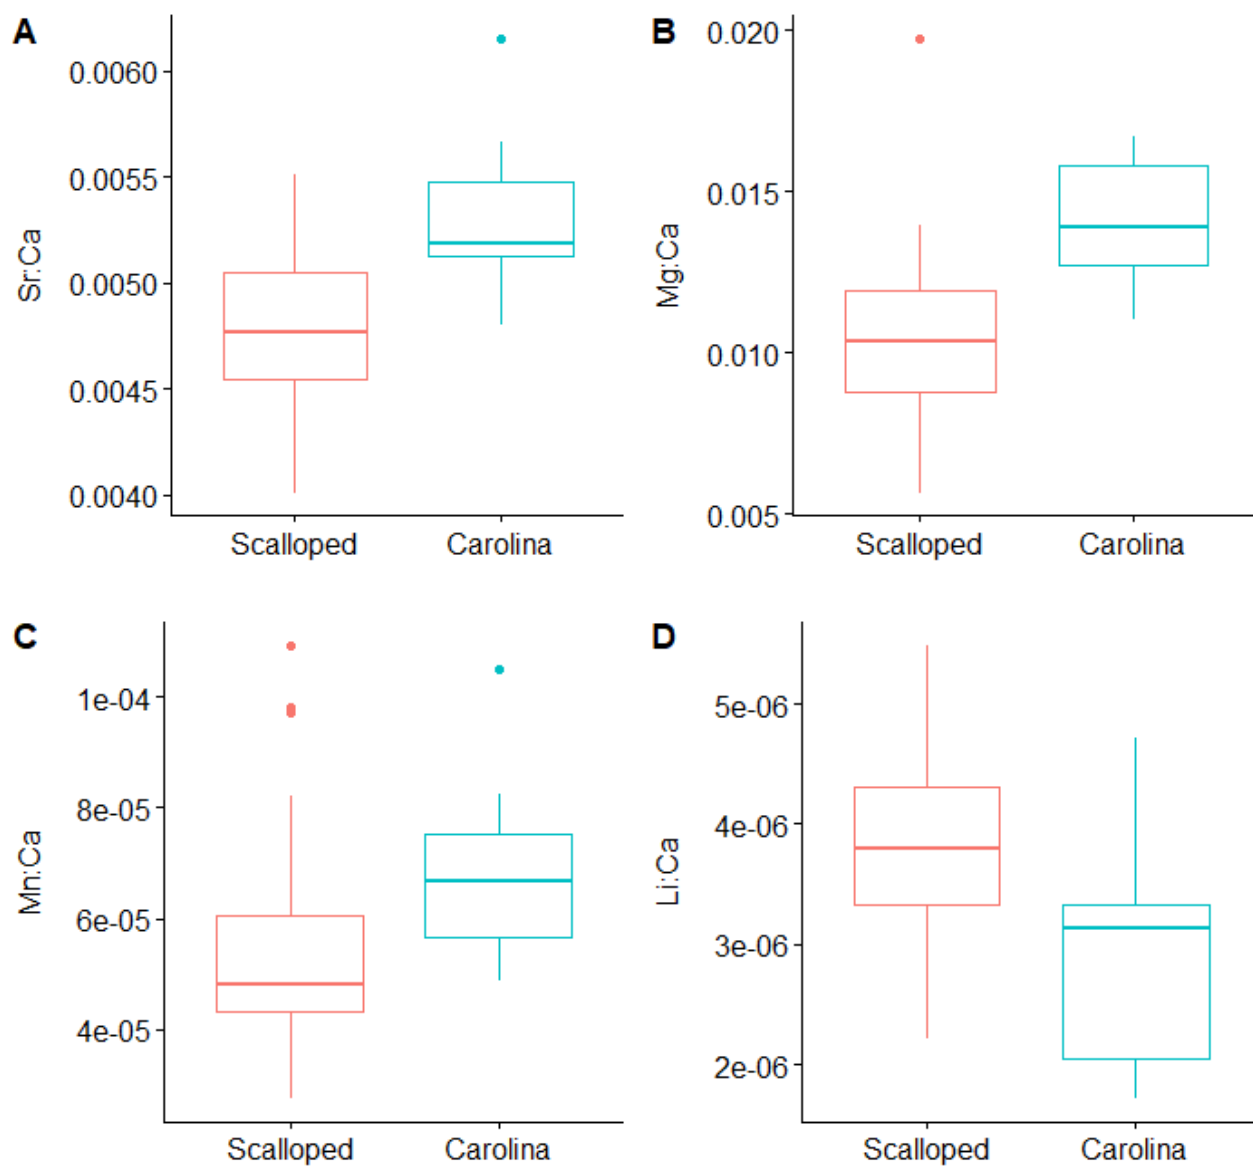 A
Sr:Ca
0.0060
0.0055
0.0050
0.0045
0.0040
Scalloped Carolina
B
Mg:Ca
0.020
0.015
0.010
0.005
Scalloped Carolina
C
Mn:Ca
1e-04
8e-05
6e-05
4e-05
Scalloped Carolina
D
Li:Ca
5e-06
4e-06
3e-06
2e-06
Scalloped Carolina